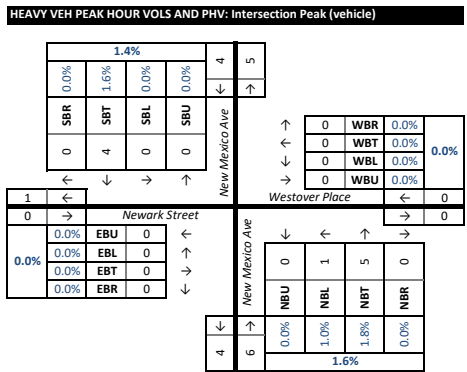 HEAVY VEH PEAK HOUR VOLS AND PHV: Intersection Peak (vehicle)
1.4%
4 5
0.0% 1.6% 0.0% 0.0%
↓ ↑
SBR SBT SBL SBU
New Mexico Ave
0 4 0 0
← ↓ → ↑
↑ 0 WBR 0.0%
← 0 WBT 0.0%
↓ 0 WBL 0.0%
→ 0 WBU 0.0%
0.0%
1 ←
Westover Place
← 0
0 →
Newark Street
→ 0
0.0%
0.0% EBU 0 ←
0.0% EBL 0 ↑
0.0% EBT 0 →
0.0% EBR 0 ↓
New Mexico Ave
↓ ← ↑ →
0 1 5 0
NBU NBL NBT NBR
0.0% 1.0% 1.8% 0.0%
↓ ↑
4 6
1.6%